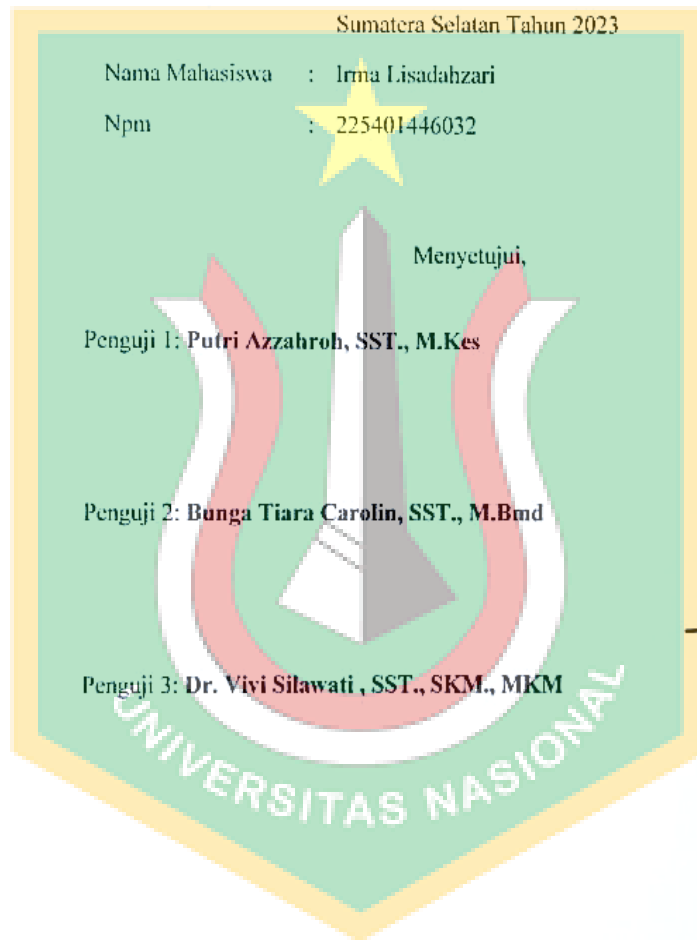 Sumatera Selatan Tahun 2023
Nama Mahasiswa : Irma Lisadahzari
Npm : 225401446032
Menyetujui,
Penguji 1: Putri Azzahroh, SST., M.Kes
Penguji 2: Bunga Tiara Carolin, SST., M.Bmd
Penguji 3: Dr. Vivi Silawati , SST., SKM., MKM
UNIVERSITAS NASIONAL